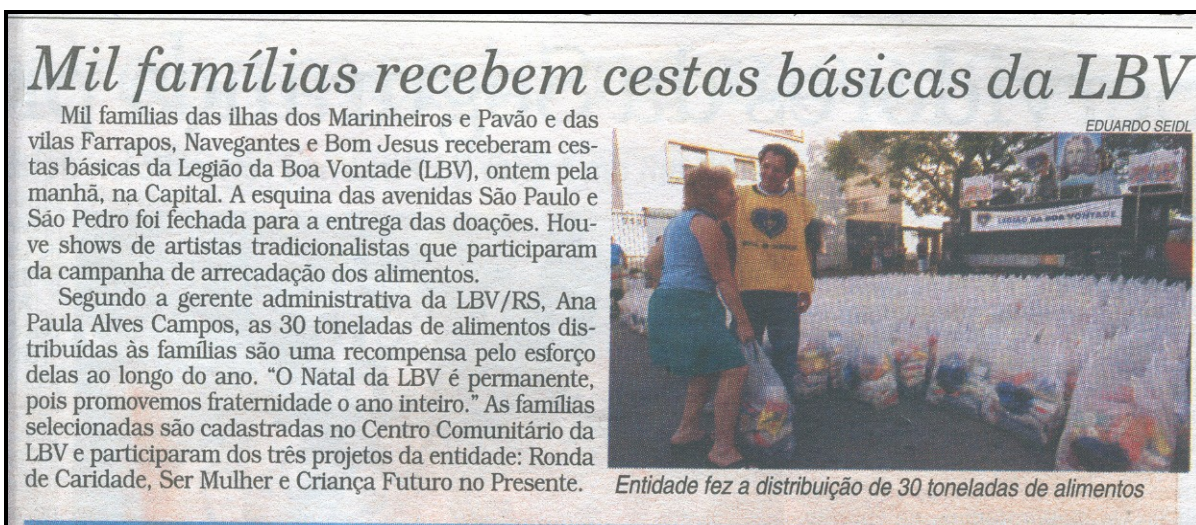 Mil famílias recebem cestas básicas da LBV
Mil famílias das ilhas dos Marinheiros e Pavão e das
vilas Farrapos, Navegantes e Bom Jesus receberam ces-
tas básicas da Legião da Boa Vontade (LBV), ontem pela
manhã, na Capital. A esquina das avenidas São Paulo e
São Pedro foi fechada para a entrega das doações. Hou-
ve shows de artistas tradicionalistas que participaram
da campanha de arrecadação dos alimentos.
Segundo a gerente administrativa da LBV/RS, Ana
Paula Alves Campos, as 30 toneladas de alimentos dis-
tribuídas às famílias são uma recompensa pelo esforço
delas ao longo do ano. “O Natal da LBV é permanente,
pois promovemos fraternidade o ano inteiro.” As famílias
selecionadas são cadastradas no Centro Comunitário da
LBV e participaram dos três projetos da entidade: Ronda
de Caridade, Ser Mulher e Criança Futuro no Presente.
EDUARDO SEIDL
LEGIÃO DA BOA VONTADE
Entidade fez a distribuição de 30 toneladas de alimentos